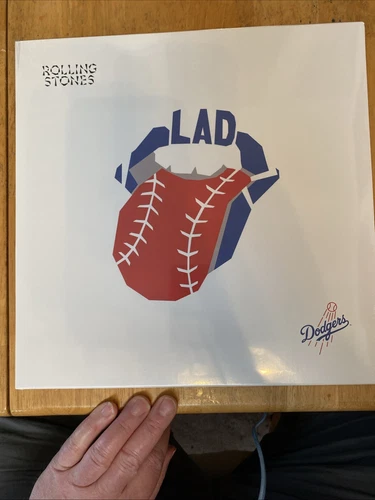 ROLLING
STONES
LAD
Dodgers